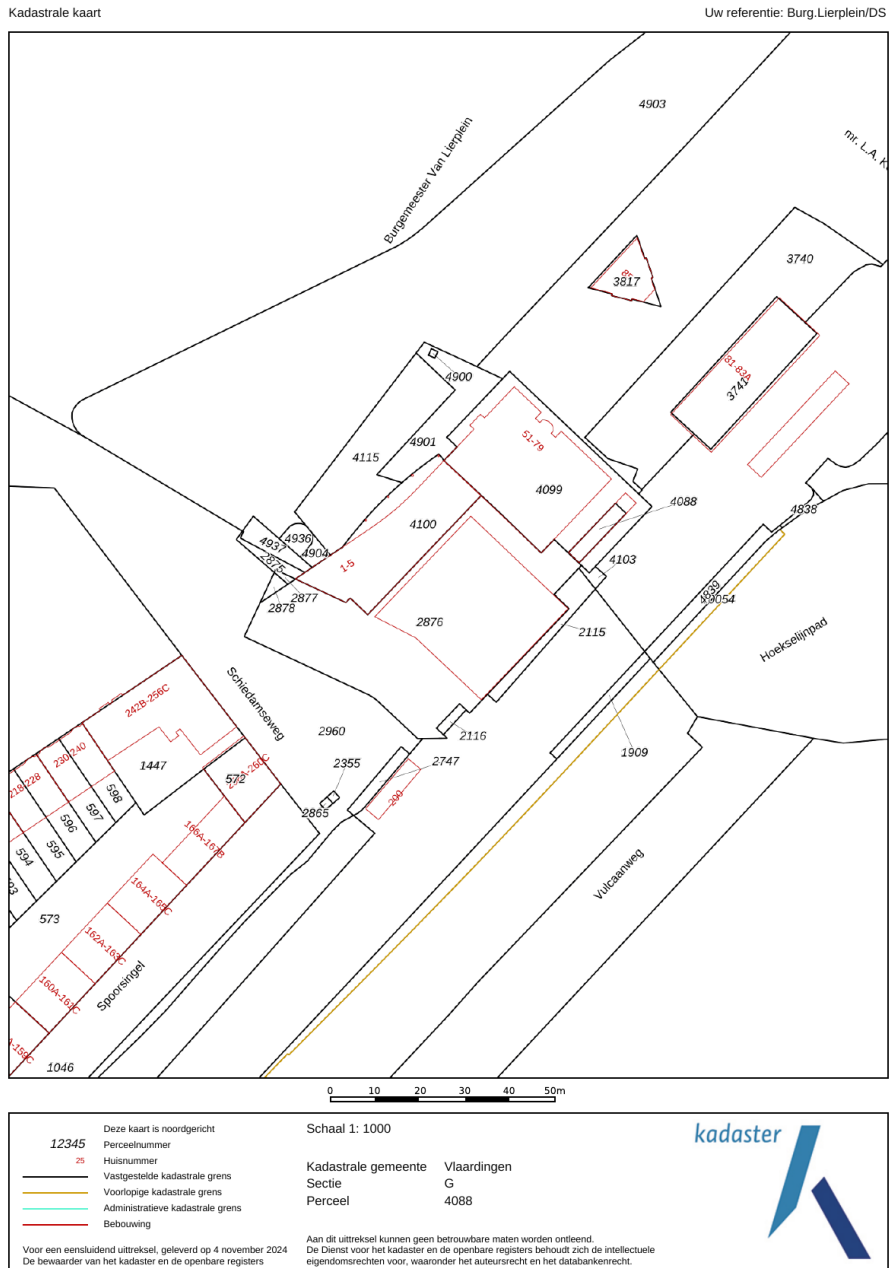 Kadastrale kaart
Uw referentie: Burg.Lierplein/DS
4903
mr. L.A.
Burgemeester Van Lierplein
3740
85
3817
4900
81-83A
3741
51-79
4901
4115
4099
4088
4838
4100
4936
4937
4904
2875
1-5
4103
4839
2877
2878
2876
2115
Hoekselijnpad
Schiedamseweg
242B-256C
2960
2116
1909
230
240
1447
572
2355
2747
218
228
598
597
200
2865
596
166A-167B
595
594
Vulcaanweg
164A-165C
573
162A-163C
Spoorsingel
160A-161C
1046
0 10 20 30 40 50m
Deze kaart is noordgericht
12345 Perceelnummer
25 Huisnummer
Vastgestelde kadastrale grens
Voorlopige kadastrale grens
Administratieve kadastrale grens
Bebouwing
Voor een eensluidend uittreksel, geleverd op 4 november 2024
De bewaarder van het kadaster en de openbare registers
Schaal 1: 1000
Kadastrale gemeente Vlaardingen
Sectie G
Perceel 4088
Aan dit uittreksel kunnen geen betrouwbare maten worden ontleend.
De Dienst voor het kadaster en de openbare registers behoudt zich de intellectuele
eigendomsrechten voor, waaronder het auteursrecht en het databankenrecht.
kadaster